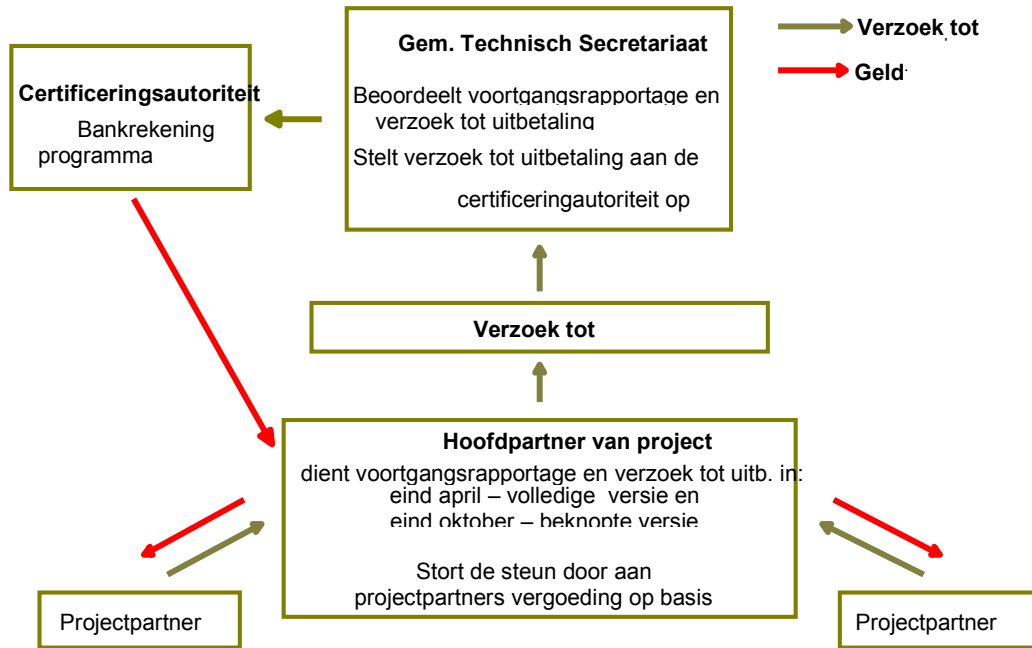 Gem. Technisch Secretariaat
Beoordeelt voortgangsrapportage en
verzoek tot uitbetaling
Stelt verzoek tot uitbetaling aan de
certificeringautoriteit op
Verzoek tot
Geld
Certificeringsautoriteit
Bankrekening
programma
Verzoek tot
Hoofdpartner van project
dient voortgangsrapportage en verzoek tot uitb. in:
eind april – volledige versie en
eind oktober – beknopte versie
Stort de steun door aan
projectpartners vergoeding op basis
Projectpartner
Projectpartner